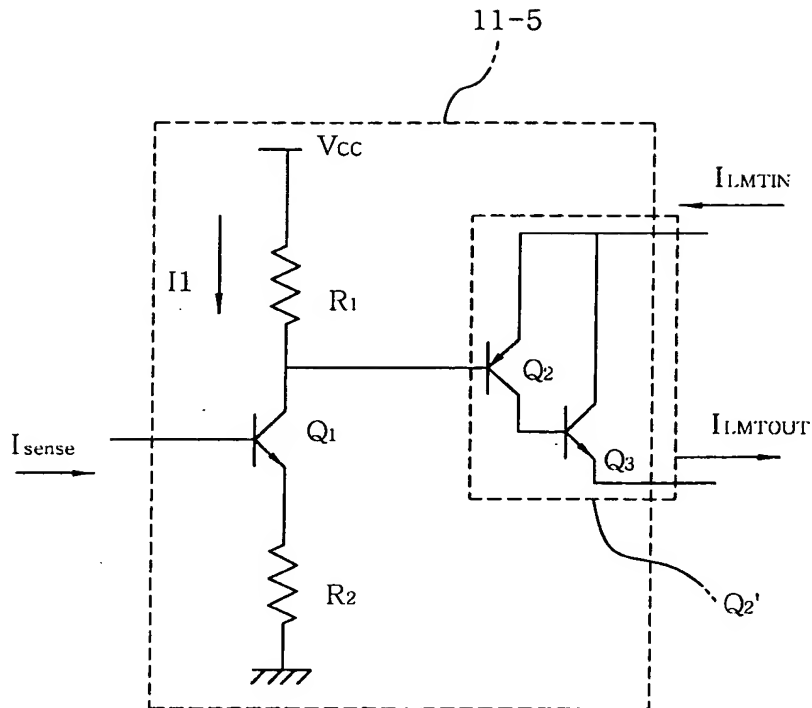 11-5
Vcc
ILMTIN
I1
R1
Q2
Isense
Q1
ILMTOUT
Q3
R2
Q2'